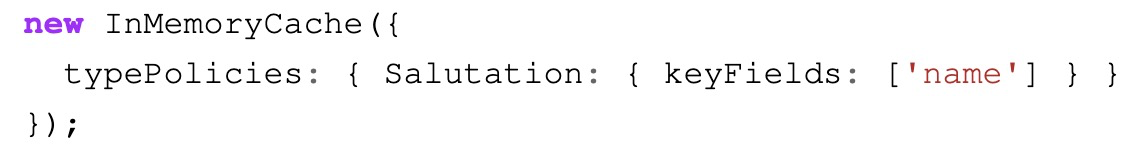 new InMemoryCache({
  typePolicies: { Salutation: { keyFields: ['name'] } }
});